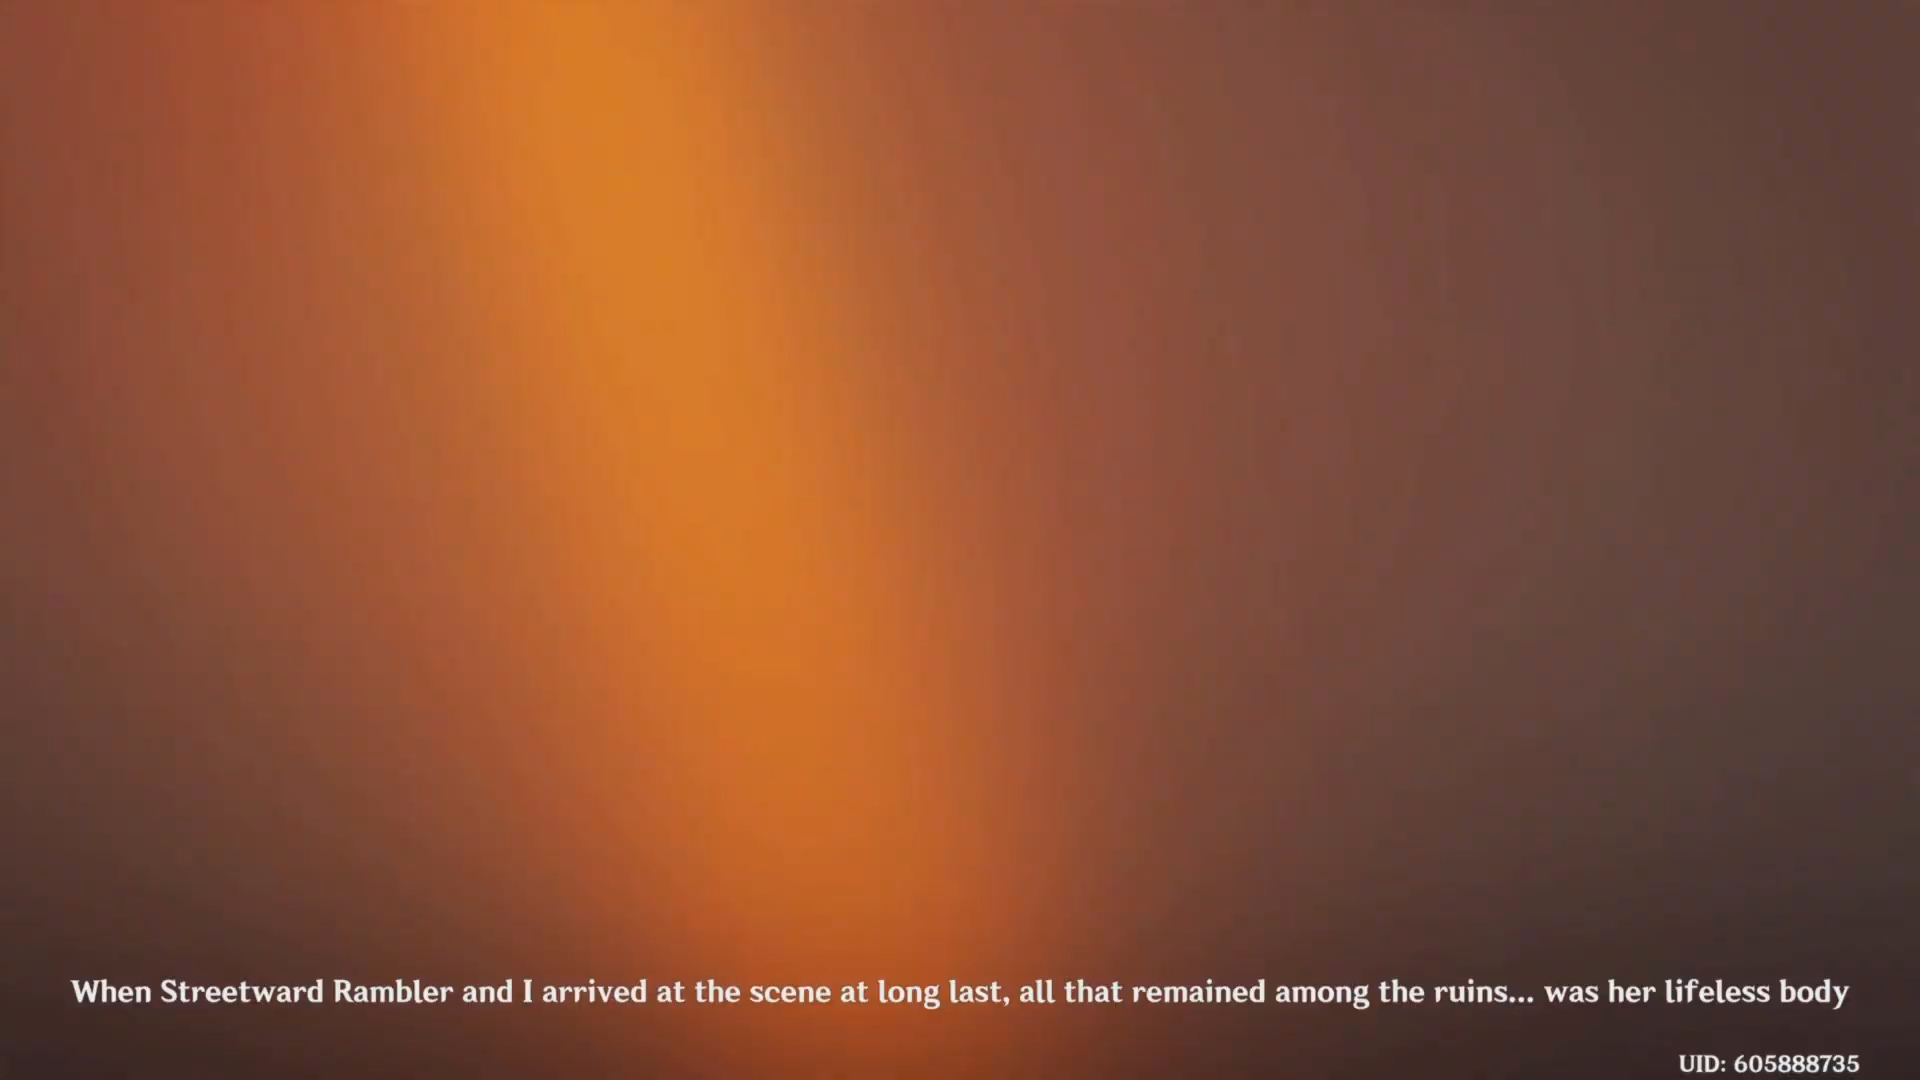 When Streetward Rambler and I arrived at the scene at long last, all that remained among the ruins... was her lifeless body
UID: 605888735